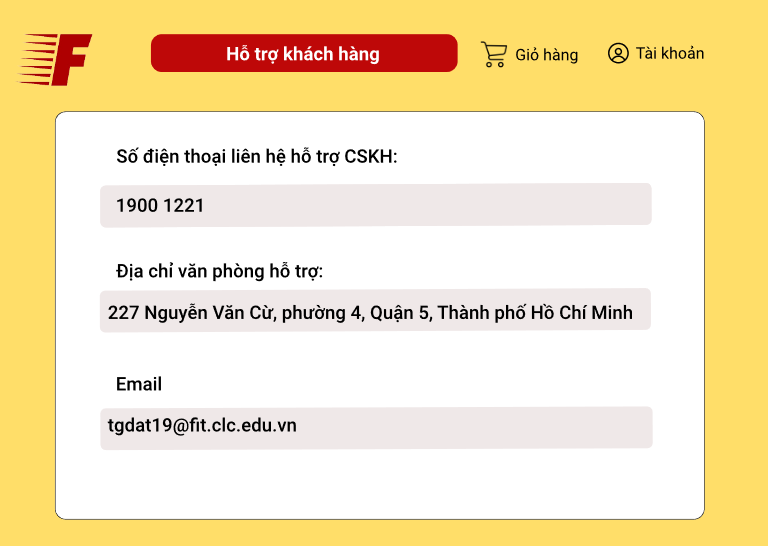 F
Hỗ trợ khách hàng
Giỏ hàng
Tài khoản
Số điện thoại liên hệ hỗ trợ CSKH:
1900 1221
Địa chỉ văn phòng hỗ trợ:
227 Nguyễn Văn Cừ, phường 4, Quận 5, Thành phố Hồ Chí Minh
Email
tgdat19@fit.clc.edu.vn